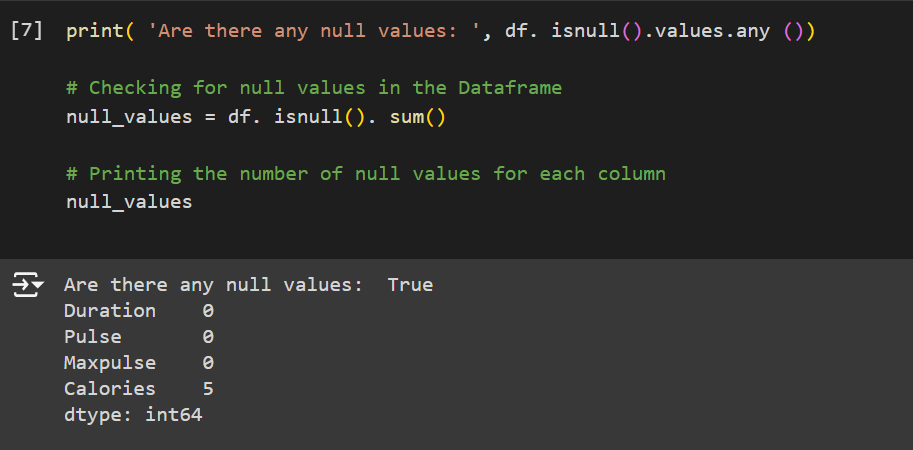 [7] print( 'Are there any null values: ', df. isnull().values.any ())
# Checking for null values in the Dataframe
null_values = df. isnull(). sum()
# Printing the number of null values for each column
null_values
Are there any null values:  True
Duration    0
Pulse       0
Maxpulse    0
Calories    5
dtype: int64